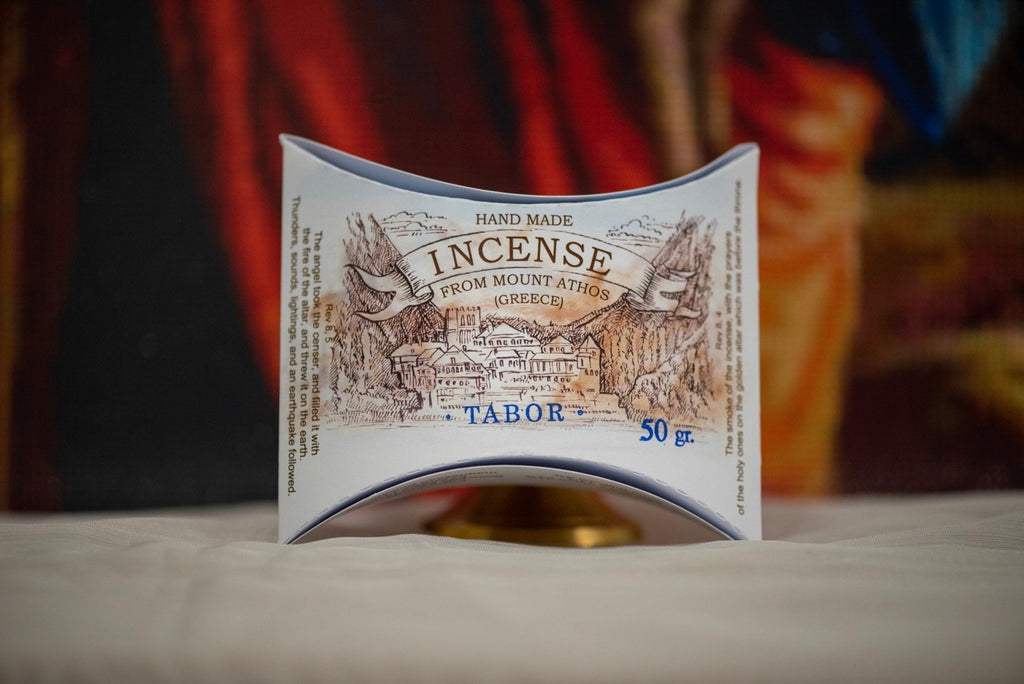 HAND MADE
INCENSE
FROM MOUNT ATHOS
(GREECE)
• TABOR •
50 gr.
The angel took the censer, and filled it with
the fire of the altar, and threw it on the earth.
Thunders, sounds, lightings, and an earthquake followed.
Rev 8, 5
The smoke of the incense, with the prayers
of the holy ones on the golden altar which was before the throne.
Rev 8, 4